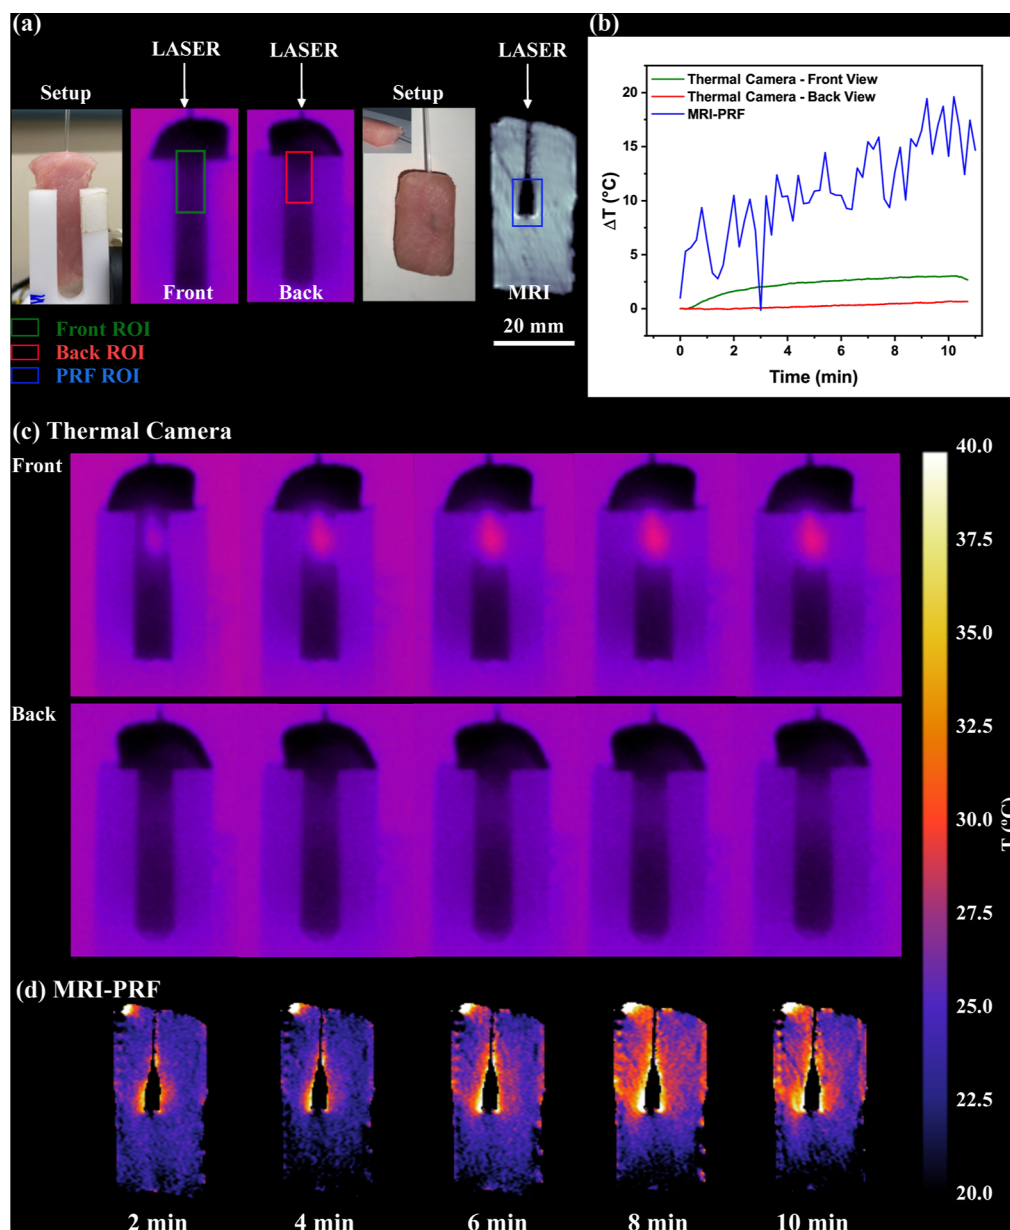 (a)
LASER
LASER
LASER
Setup
Setup
Front
Back
MRI
20 mm
Front ROI
Back ROI
PRF ROI
(b)
Thermal Camera - Front View
Thermal Camera - Back View
MRI-PRF
20
15
10
5
0
ΔT (°C)
0
2
4
6
8
10
Time (min)
(c) Thermal Camera
Front
Back
40.0
37.5
35.0
32.5
30.0
27.5
25.0
22.5
20.0
T (°C)
(d) MRI-PRF
2 min
4 min
6 min
8 min
10 min